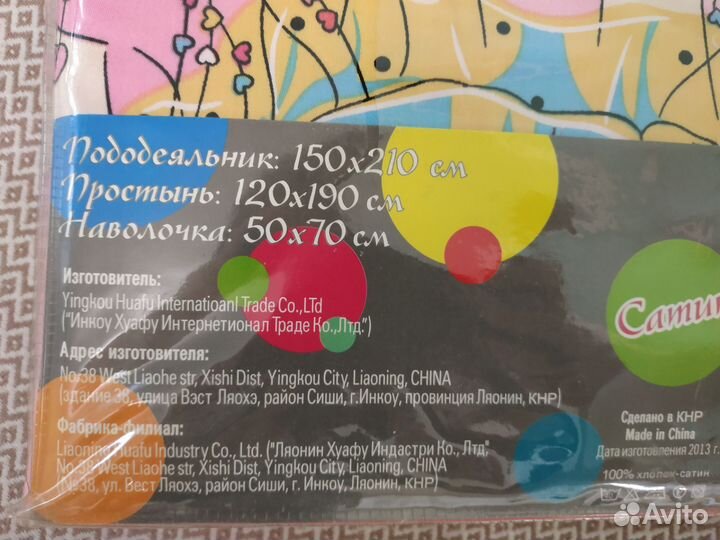 Пододеяльник: 150x210 см
Простынь: 120x190 см
Наволочка: 50x70 см
Изготовитель:
Yingkou Huafu Internatioanl Trade Co.,LTd
("Инкоу Хуафу Интернетионал Траде Ко.,Лтд.")
Адрес изготовителя:
No.38 West Liaohe str, Xishi Dist, Yingkou City, Liaoning, CHINA
(здание 38, улица Вэст Ляохэ, район Сиши, г.Инкоу, провинция Ляонин, КНР)
Фабрика-филиал:
Liaoning Huafu Industry Co., Ltd. ("Ляонин Хуафу Индастри Ко., Лтд."
No.38 West Liaohe str, Xishi Dist, Yingkou City, Liaoning, CHINA
(№38, ул. Вест Ляохэ, район Сиши, г. Инкоу, Ляонин, КНР)
Сатин
Сделано в КНР
Made in China
Дата изготовления 2013 г.
100% хлопок-сатин
Avito